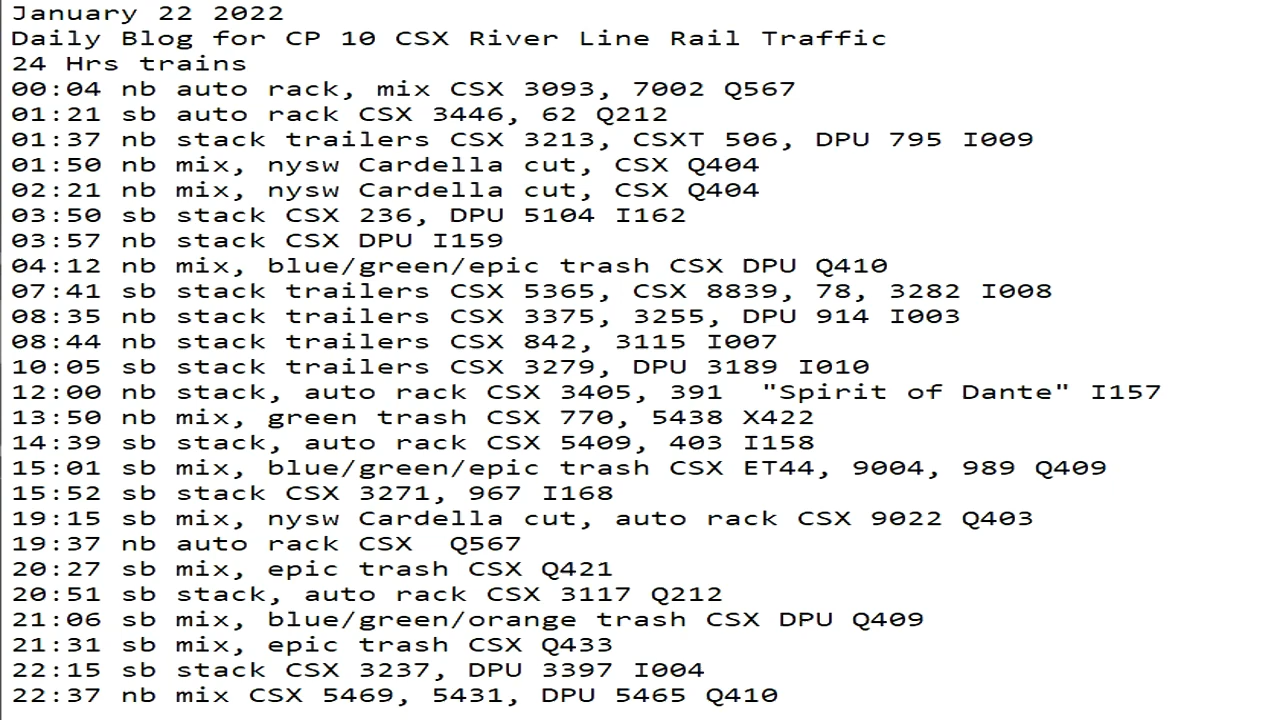 January 22 2022
Daily Blog for CP 10 CSX River Line Rail Traffic
24 Hrs trains
00:04 nb auto rack, mix CSX 3093, 7002 Q567
01:21 sb auto rack CSX 3446, 62 Q212
01:37 nb stack trailers CSX 3213, CSXT 506, DPU 795 I009
01:50 nb mix, nysw Cardella cut, CSX Q404
02:21 nb mix, nysw Cardella cut, CSX Q404
03:50 sb stack CSX 236, DPU 5104 I162
03:57 nb stack CSX DPU I159
04:12 nb mix, blue/green/epic trash CSX DPU Q410
07:41 sb stack trailers CSX 5365, CSX 8839, 78, 3282 I008
08:35 nb stack trailers CSX 3375, 3255, DPU 914 I003
08:44 nb stack trailers CSX 842, 3115 I007
10:05 sb stack trailers CSX 3279, DPU 3189 I010
12:00 nb stack, auto rack CSX 3405, 391  "Spirit of Dante" I157
13:50 nb mix, green trash CSX 770, 5438 X422
14:39 sb stack, auto rack CSX 5409, 403 I158
15:01 sb mix, blue/green/epic trash CSX ET44, 9004, 989 Q409
15:52 sb stack CSX 3271, 967 I168
19:15 sb mix, nysw Cardella cut, auto rack CSX 9022 Q403
19:37 nb auto rack CSX  Q567
20:27 sb mix, epic trash CSX Q421
20:51 sb stack, auto rack CSX 3117 Q212
21:06 sb mix, blue/green/orange trash CSX DPU Q409
21:31 sb mix, epic trash CSX Q433
22:15 sb stack CSX 3237, DPU 3397 I004
22:37 nb mix CSX 5469, 5431, DPU 5465 Q410